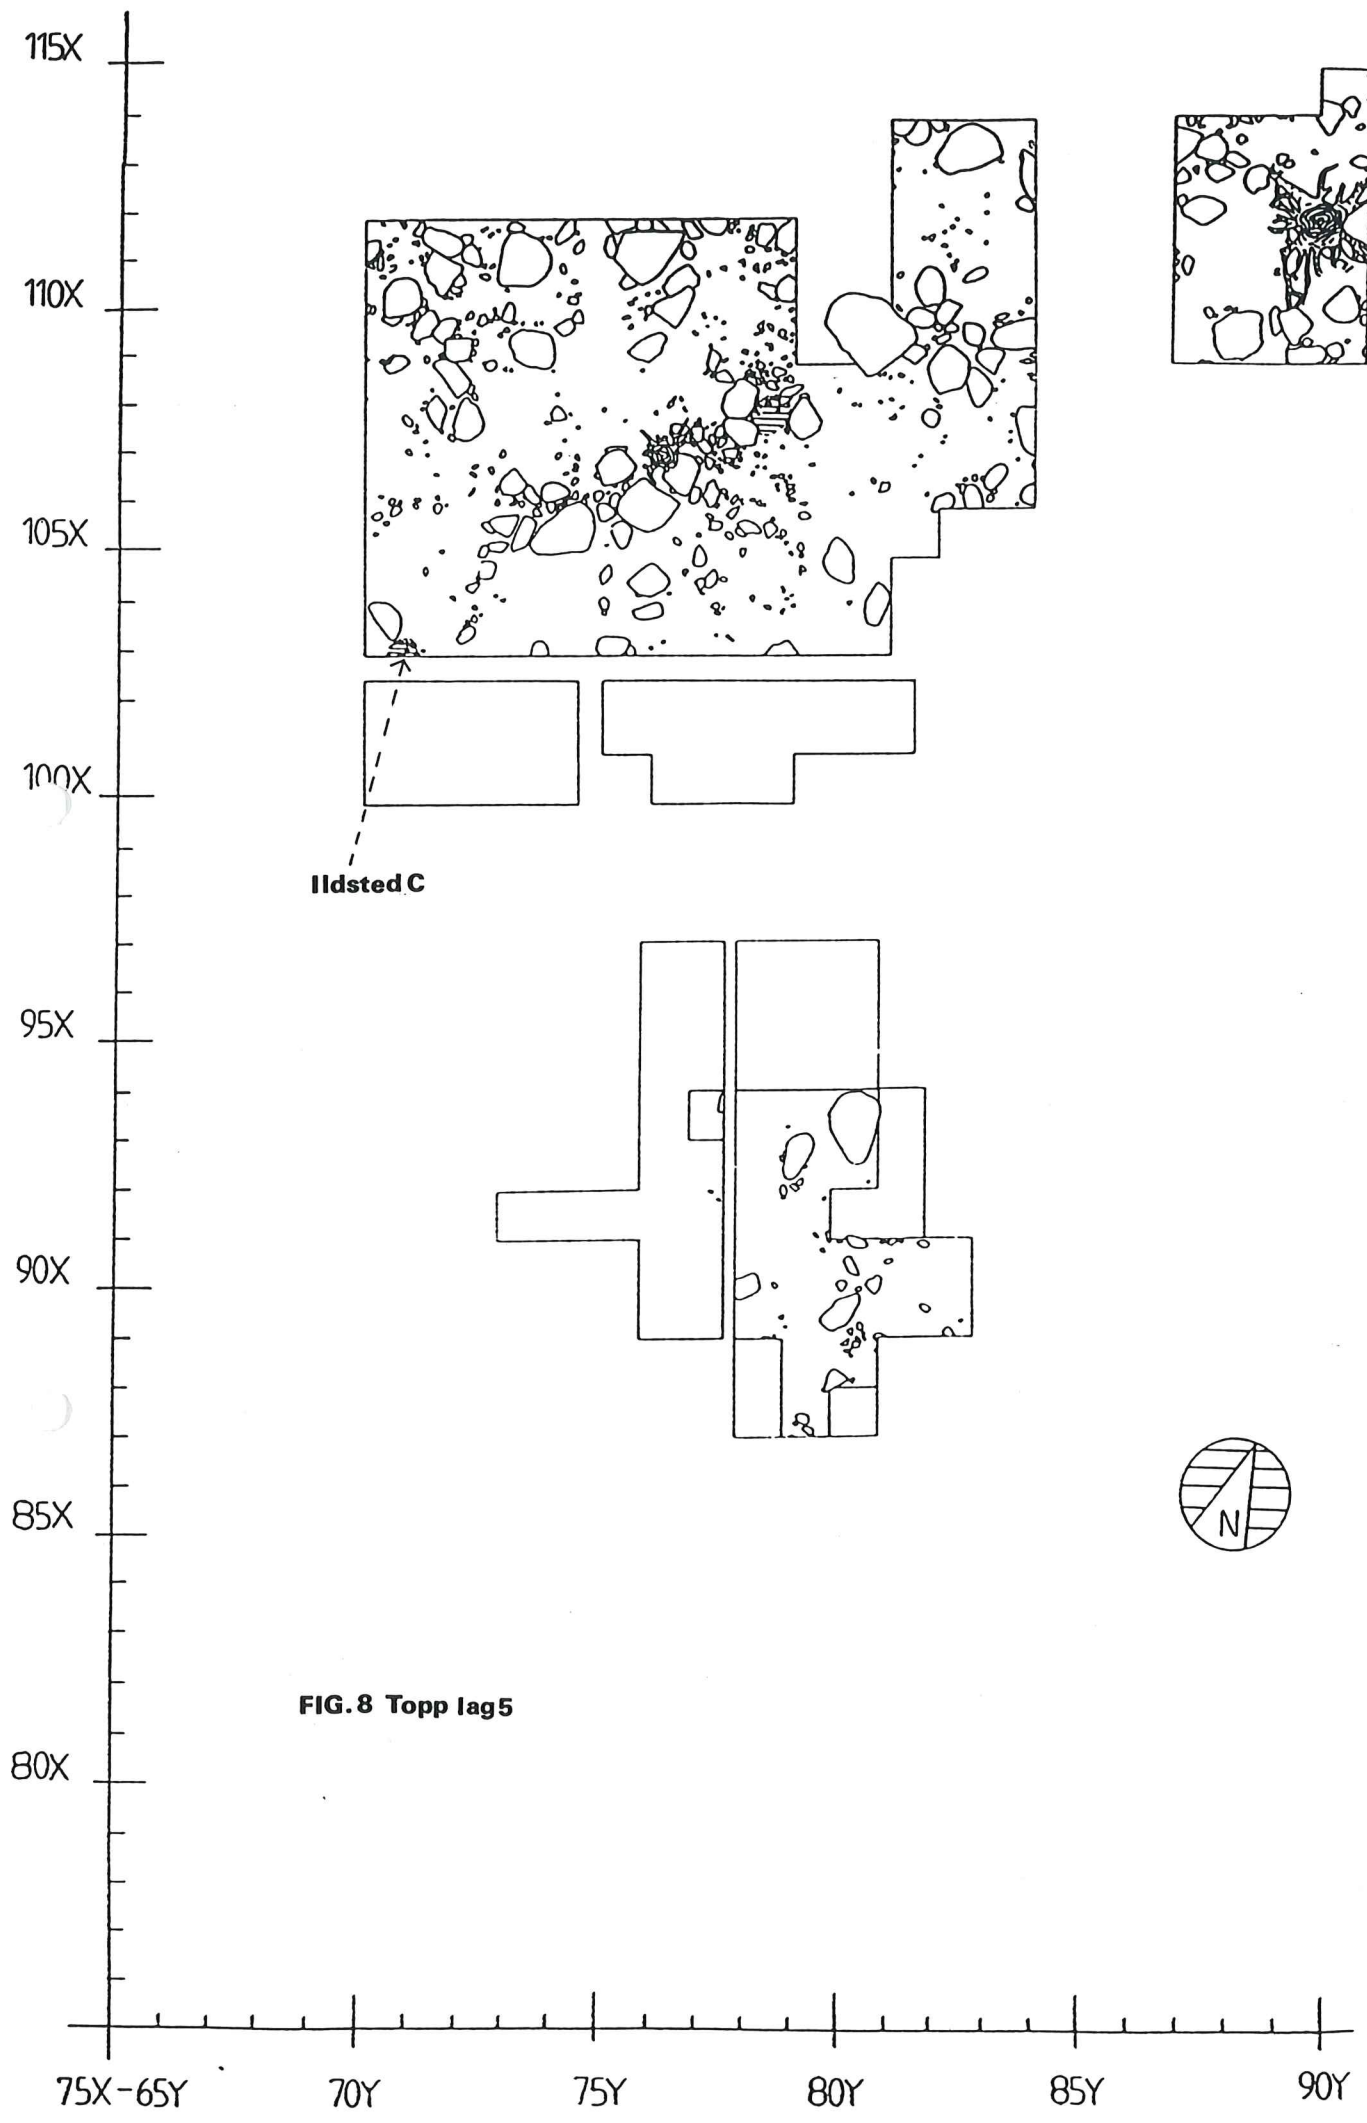 115X
110X
105X
100X
Ildsted C
95X
90X
85X
N
FIG. 8 Topp lag 5
80X
75X-65Y 70Y 75Y 80Y 85Y 90Y